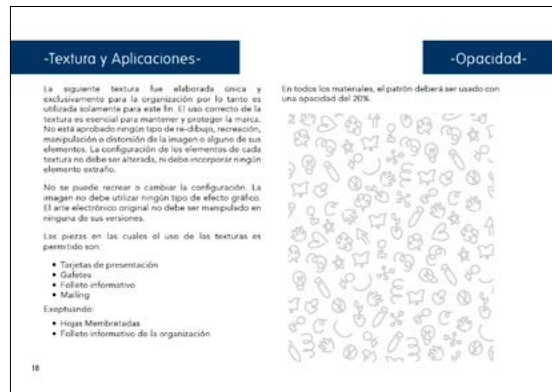 -Textura y Aplicaciones-
La siguiente textura fue elaborada única y
exclusivamente para la organización por lo tanto es
utilizada solamente para este fin. El uso correcto de la
textura es esencial para mantener y proteger la marca.
No está aprobado ningún tipo de re-dibujo, recreación,
manipulación o distorsión de la imagen o alguno de sus
elementos. La configuración de los elementos de cada
textura no debe ser alterada, ni debe incorporar ningún
elemento extraño.
No se puede recrear o cambiar la configuración. La
imagen no debe utilizar ningún tipo de efecto gráfico.
El arte electrónico original no debe ser manipulado en
ninguna de sus versiones.
Las piezas en las cuales el uso de las texturas es
permitido son:
• Tarjetas de presentación
• Gafetes
• Folleto informativo
• Mailing
Exeptuando:
• Hojas Membretadas
• Folleto informativo de la organización
18
-Opacidad-
En todos los materiales, el patrón deberá ser usado con
una opacidad del 20%.